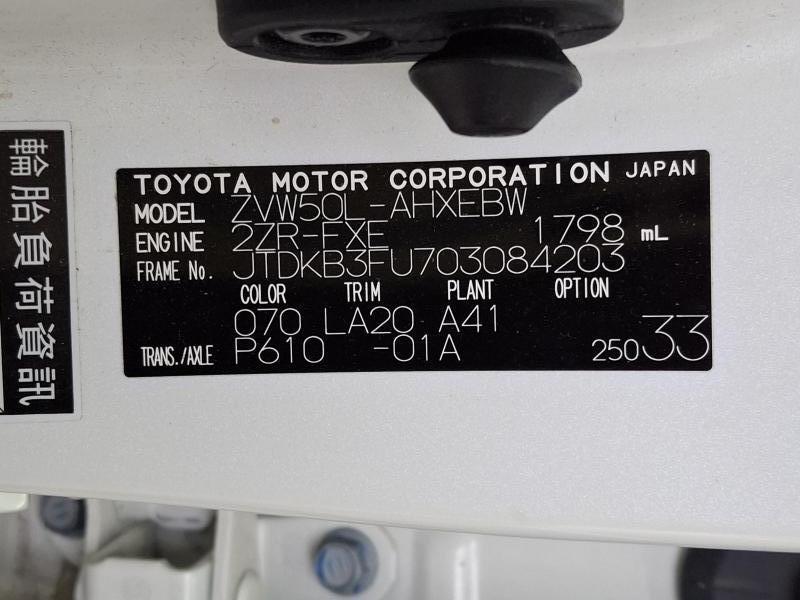 輪胎負荷資訊
TOYOTA MOTOR CORPORATION JAPAN
MODEL ZVW50L-AHXEBW
ENGINE 2ZR-FXE 1798 mL
FRAME No. JTDKB3FU703084203
COLOR TRIM PLANT OPTION
070 LA20 A41
TRANS./AXLE P610 -01A 25033